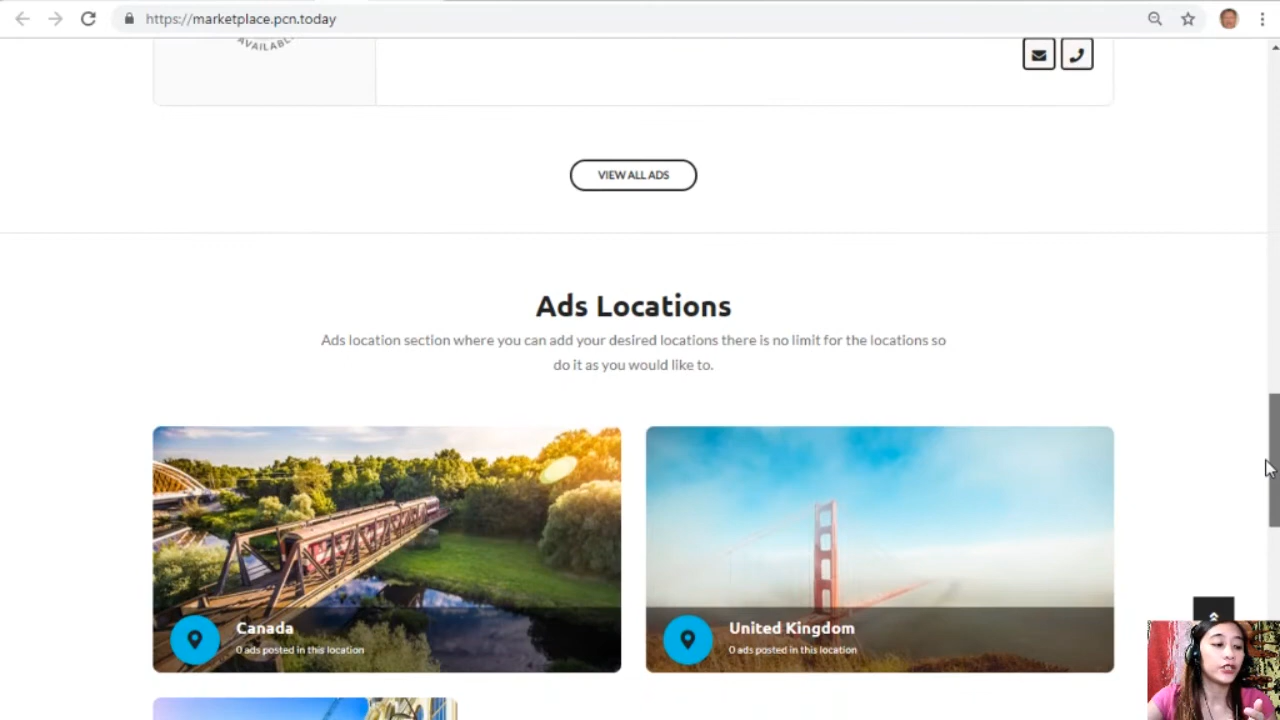 https://marketplace.pcn.today
AVAILABL
VIEW ALL ADS
Ads Locations
Ads location section where you can add your desired locations there is no limit for the locations so
do it as you would like to.
Canada
0 ads posted in this location
United Kingdom
0 ads posted in this location